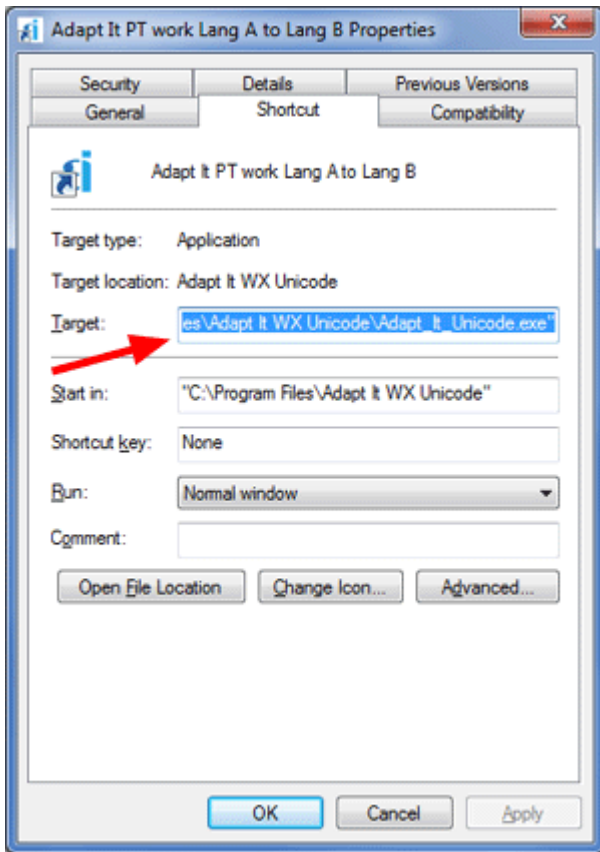 Adapt It PT work Lang A to Lang B Properties
Security Details Previous Versions
General Shortcut Compatibility
Adapt It PT work Lang A to Lang B
Target type: Application
Target location: Adapt It WX Unicode
Target: es\Adapt It WX Unicode\Adapt_It_Unicode.exe"
Start in: "C:\Program Files\Adapt It WX Unicode"
Shortcut key: None
Run: Normal window
Comment:
Open File Location Change Icon... Advanced...
OK Cancel Apply